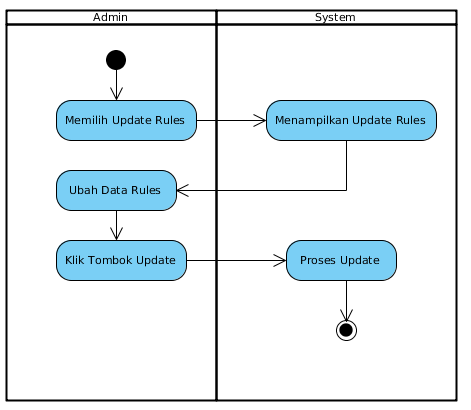 Admin
System
Memilih Update Rules
Menampilkan Update Rules
Ubah Data Rules
Klik Tombok Update
Proses Update